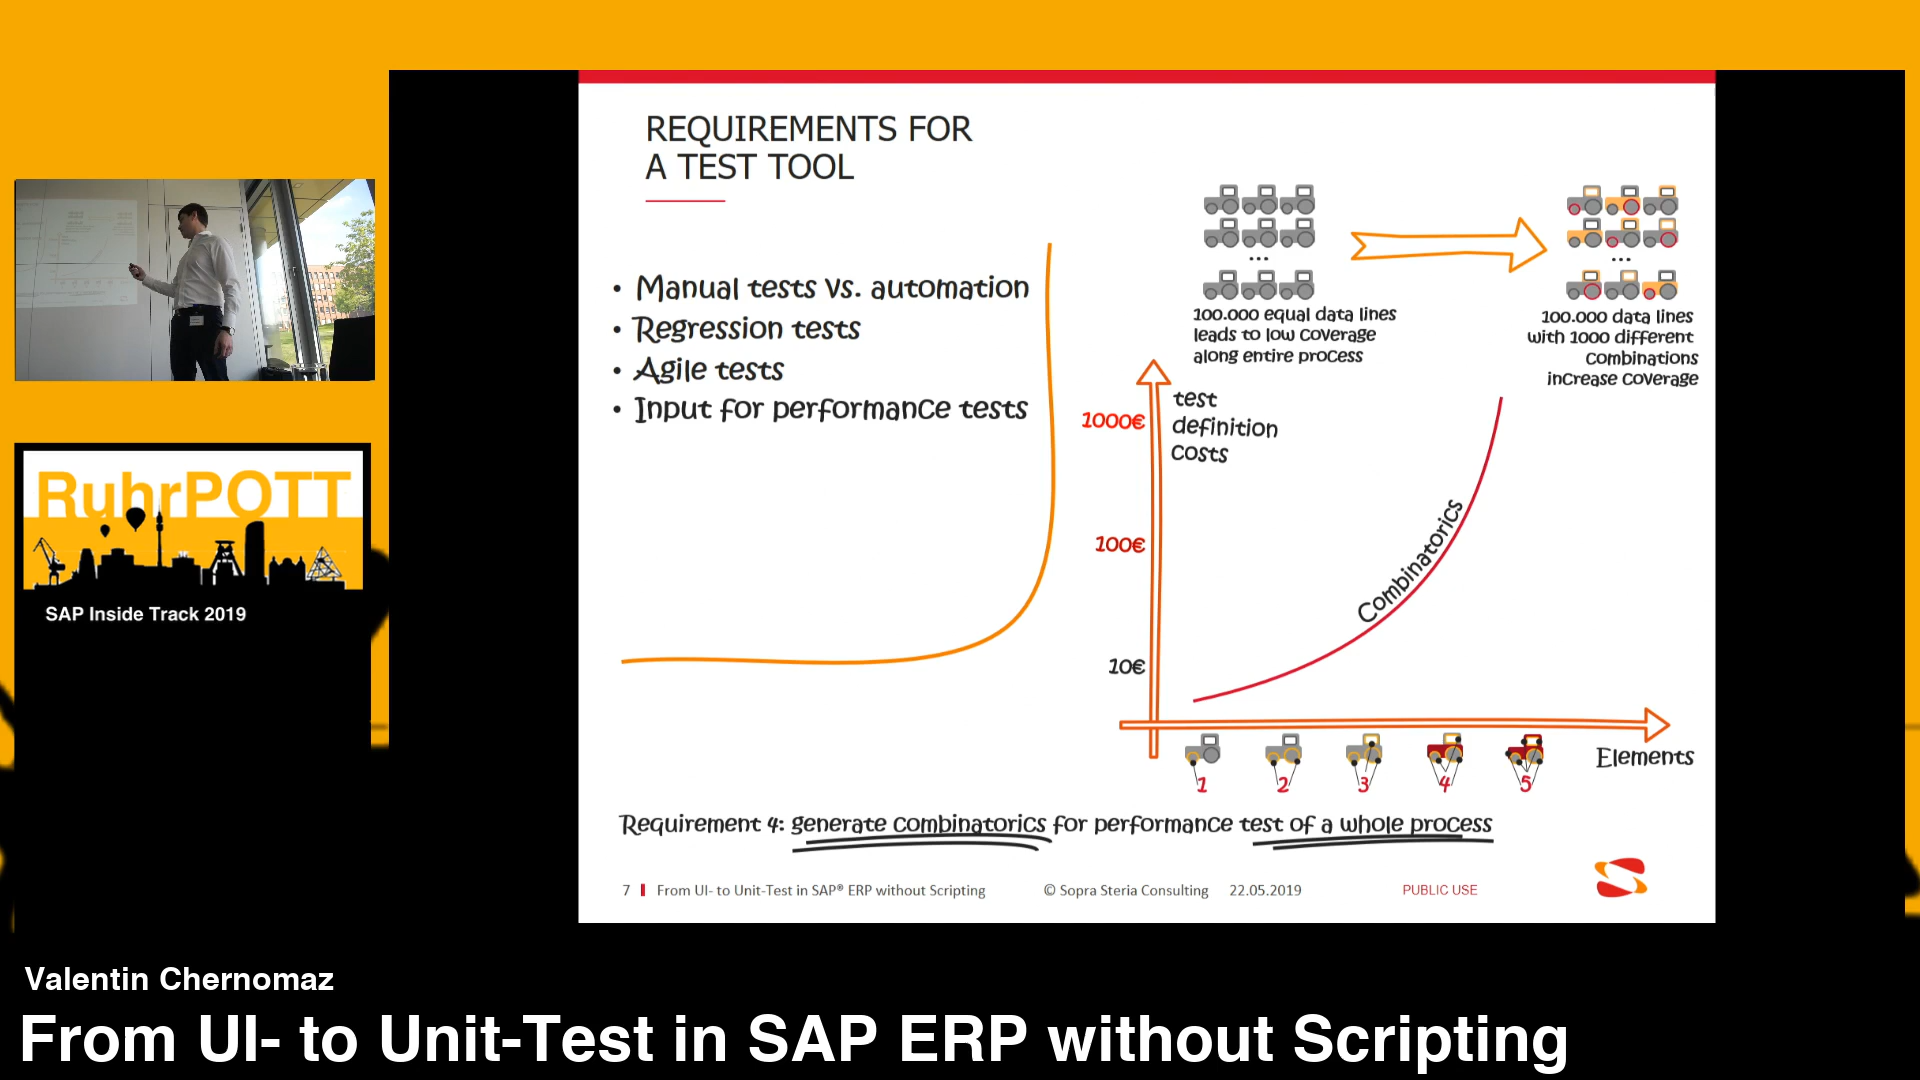 REQUIREMENTS FOR
A TEST TOOL
• Manual tests vs. automation
• Regression tests
• Agile tests
• Input for performance tests
...
100.000 equal data lines
leads to low coverage
along entire process
...
100.000 data lines
with 1000 different
combinations
increase coverage
test
definition
costs
1000€
100€
10€
Combinatorics
1 2 3 4 5
Elements
Requirement 4: generate combinatorics for performance test of a whole process
7 From UI- to Unit-Test in SAP® ERP without Scripting © Sopra Steria Consulting 22.05.2019 PUBLIC USE
RuhrPOTT
SAP Inside Track 2019
Valentin Chernomaz
From UI- to Unit-Test in SAP ERP without Scripting